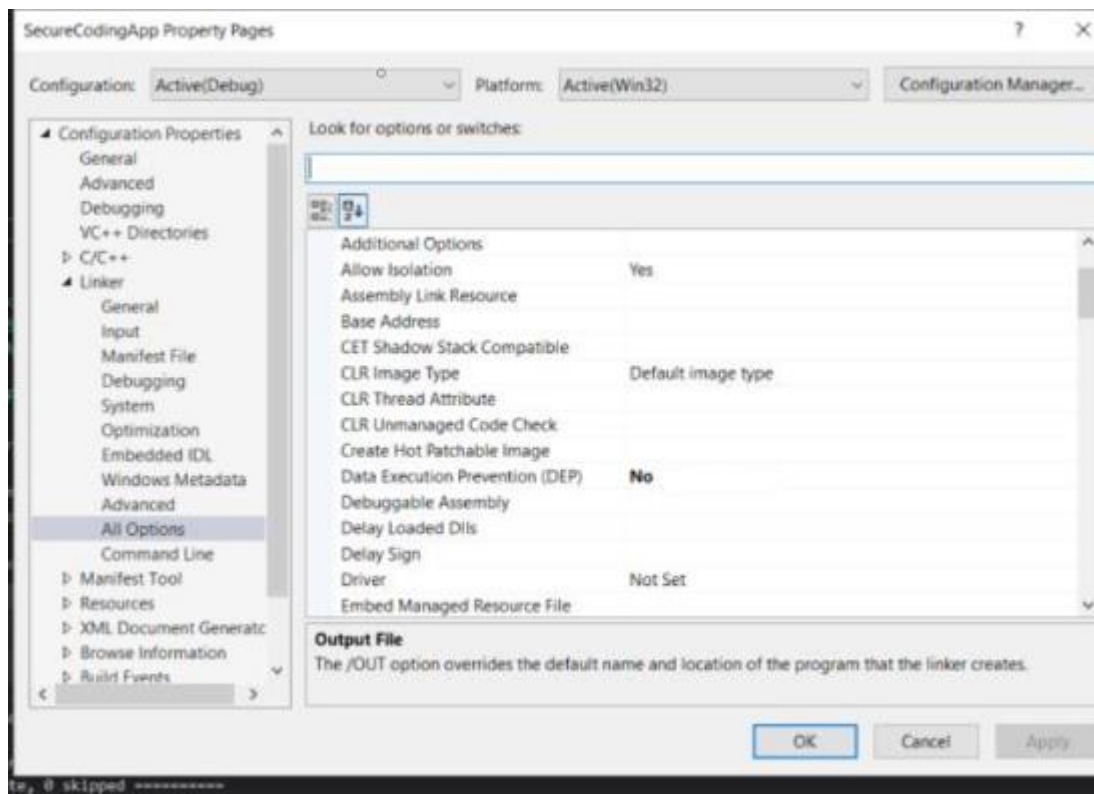 SecureCodingApp Property Pages ? ×
Configuration: Active(Debug) Platform: Active(Win32) Configuration Manager...
Configuration Properties
General
Advanced
Debugging
VC++ Directories
C/C++
Linker
General
Input
Manifest File
Debugging
System
Optimization
Embedded IDL
Windows Metadata
Advanced
All Options
Command Line
Manifest Tool
Resources
XML Document Generatc
Browse Information
Build Events
Look for options or switches:
Additional Options
Allow Isolation Yes
Assembly Link Resource
Base Address
CET Shadow Stack Compatible
CLR Image Type Default image type
CLR Thread Attribute
CLR Unmanaged Code Check
Create Hot Patchable Image
Data Execution Prevention (DEP) No
Debuggable Assembly
Delay Loaded Dlls
Delay Sign
Driver Not Set
Embed Managed Resource File
Output File
The /OUT option overrides the default name and location of the program that the linker creates.
OK Cancel Apply
te, 0 skipped ==========